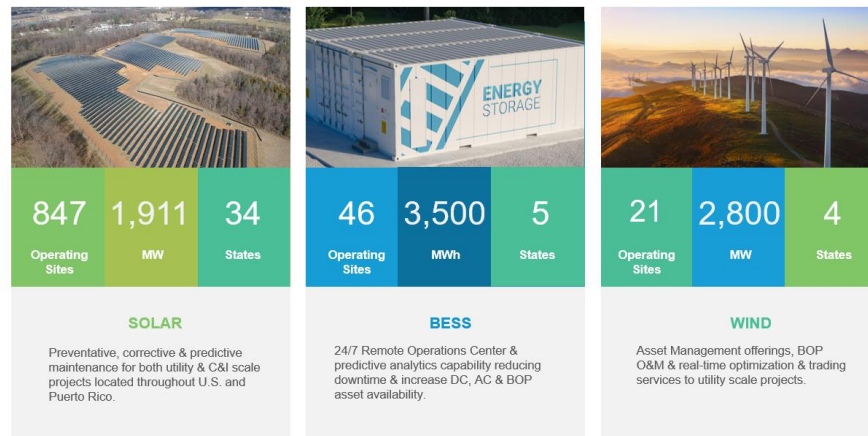 ENERGY
STORAGE
847
Operating
Sites
1,911
MW
34
States
46
Operating
Sites
3,500
MWh
5
States
21
Operating
Sites
2,800
MW
4
States
SOLAR
Preventative, corrective & predictive
maintenance for both utility & C&I scale
projects located throughout U.S. and
Puerto Rico.
BESS
24/7 Remote Operations Center &
predictive analytics capability reducing
downtime & increase DC, AC & BOP
asset availability.
WIND
Asset Management offerings, BOP
O&M & real-time optimization & trading
services to utility scale projects.